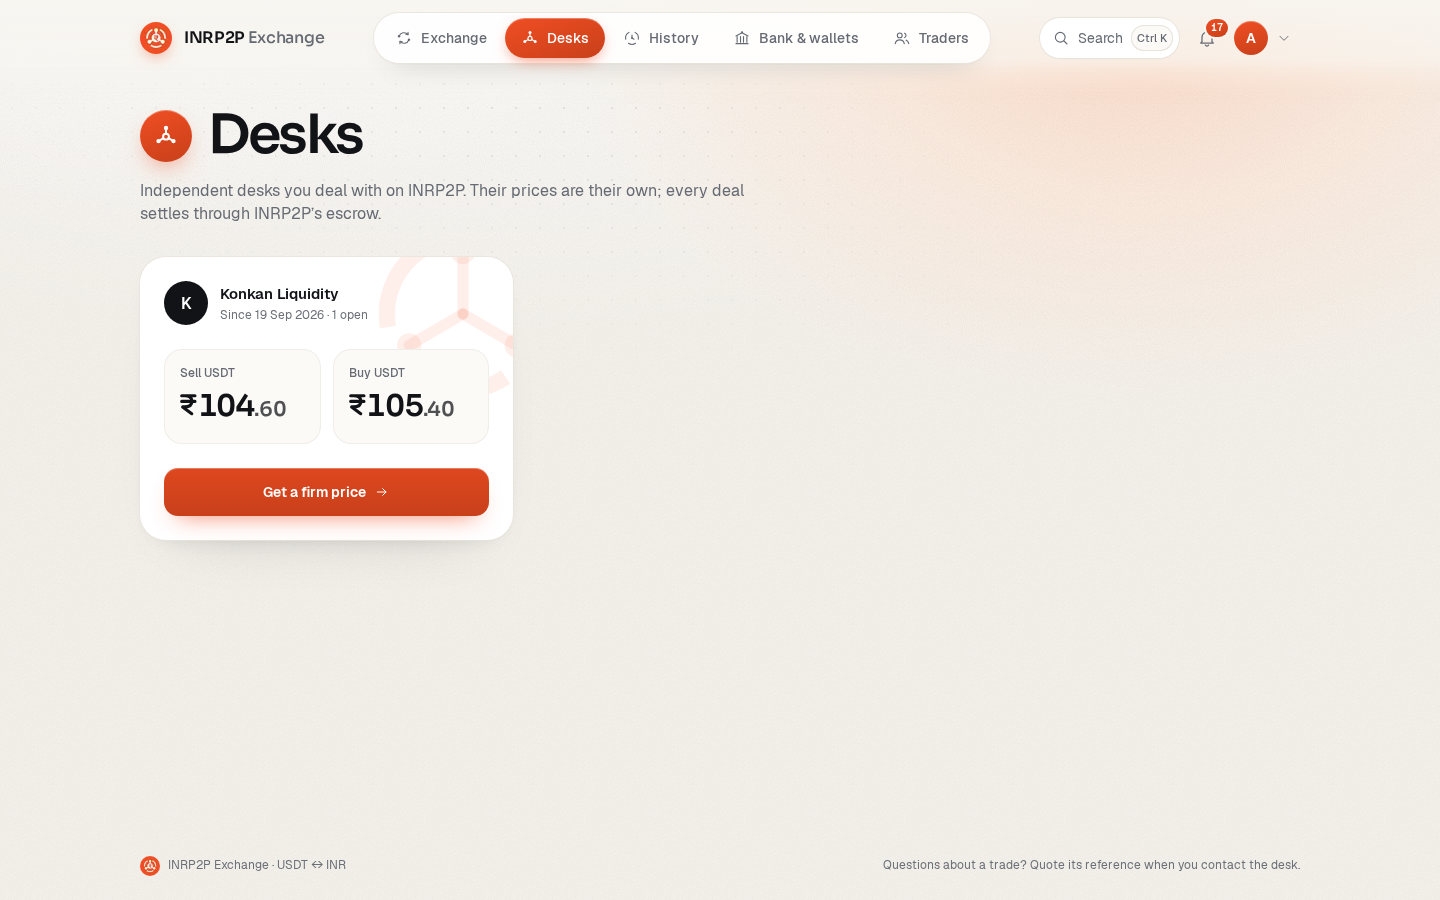 INRP2P Exchange
Exchange
Desks
History
Bank & wallets
Traders
Search
Ctrl K
17
A
Desks
Independent desks you deal with on INRP2P. Their prices are their own; every deal
settles through INRP2P's escrow.
K
Konkan Liquidity
Since 19 Sep 2026 · 1 open
Sell USDT
₹104.60
Buy USDT
₹105.40
Get a firm price →
INRP2P Exchange · USDT ↔ INR
Questions about a trade? Quote its reference when you contact the desk.